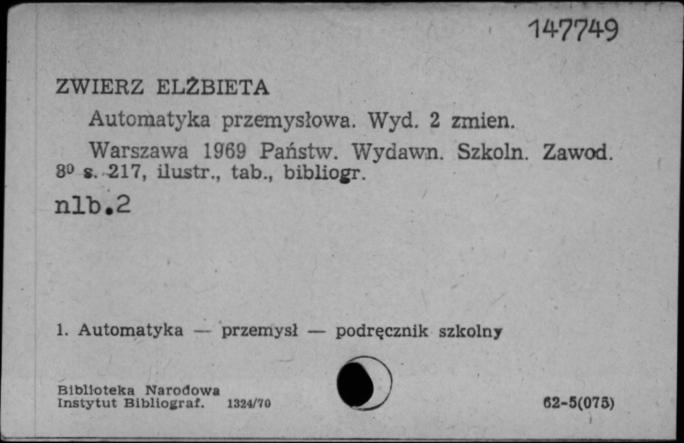 147749
ZWIERZ ELŻBIETA
Automatyka przemysłowa. Wyd. 2 zmien.
Warszawa 1969 Państw. Wydawn. Szkoln. Zawod.
8º s. 217, ilustr., tab., bibliogr.
nlb.2
1. Automatyka — przemysł — podręcznik szkolny
Biblioteka Narodowa
Instytut Bibliograf. 1324/70
62-5(075)